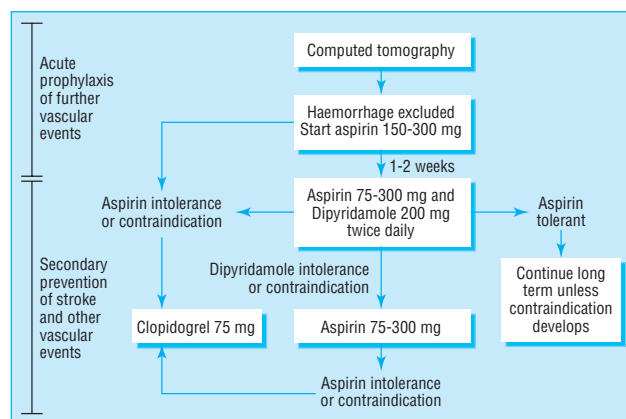 Acute
prophylaxis
of further
vascular
events
Computed tomography
Haemorrhage excluded
Start aspirin 150-300 mg
1-2 weeks
Aspirin intolerance
or contraindication
Aspirin 75-300 mg and
Dipyridamole 200 mg
twice daily
Aspirin
tolerant
Secondary
prevention
of stroke
and other
vascular
events
Dipyridamole intolerance
or contraindication
Continue long
term unless
contraindication
develops
Clopidogrel 75 mg
Aspirin 75-300 mg
Aspirin intolerance
or contraindication